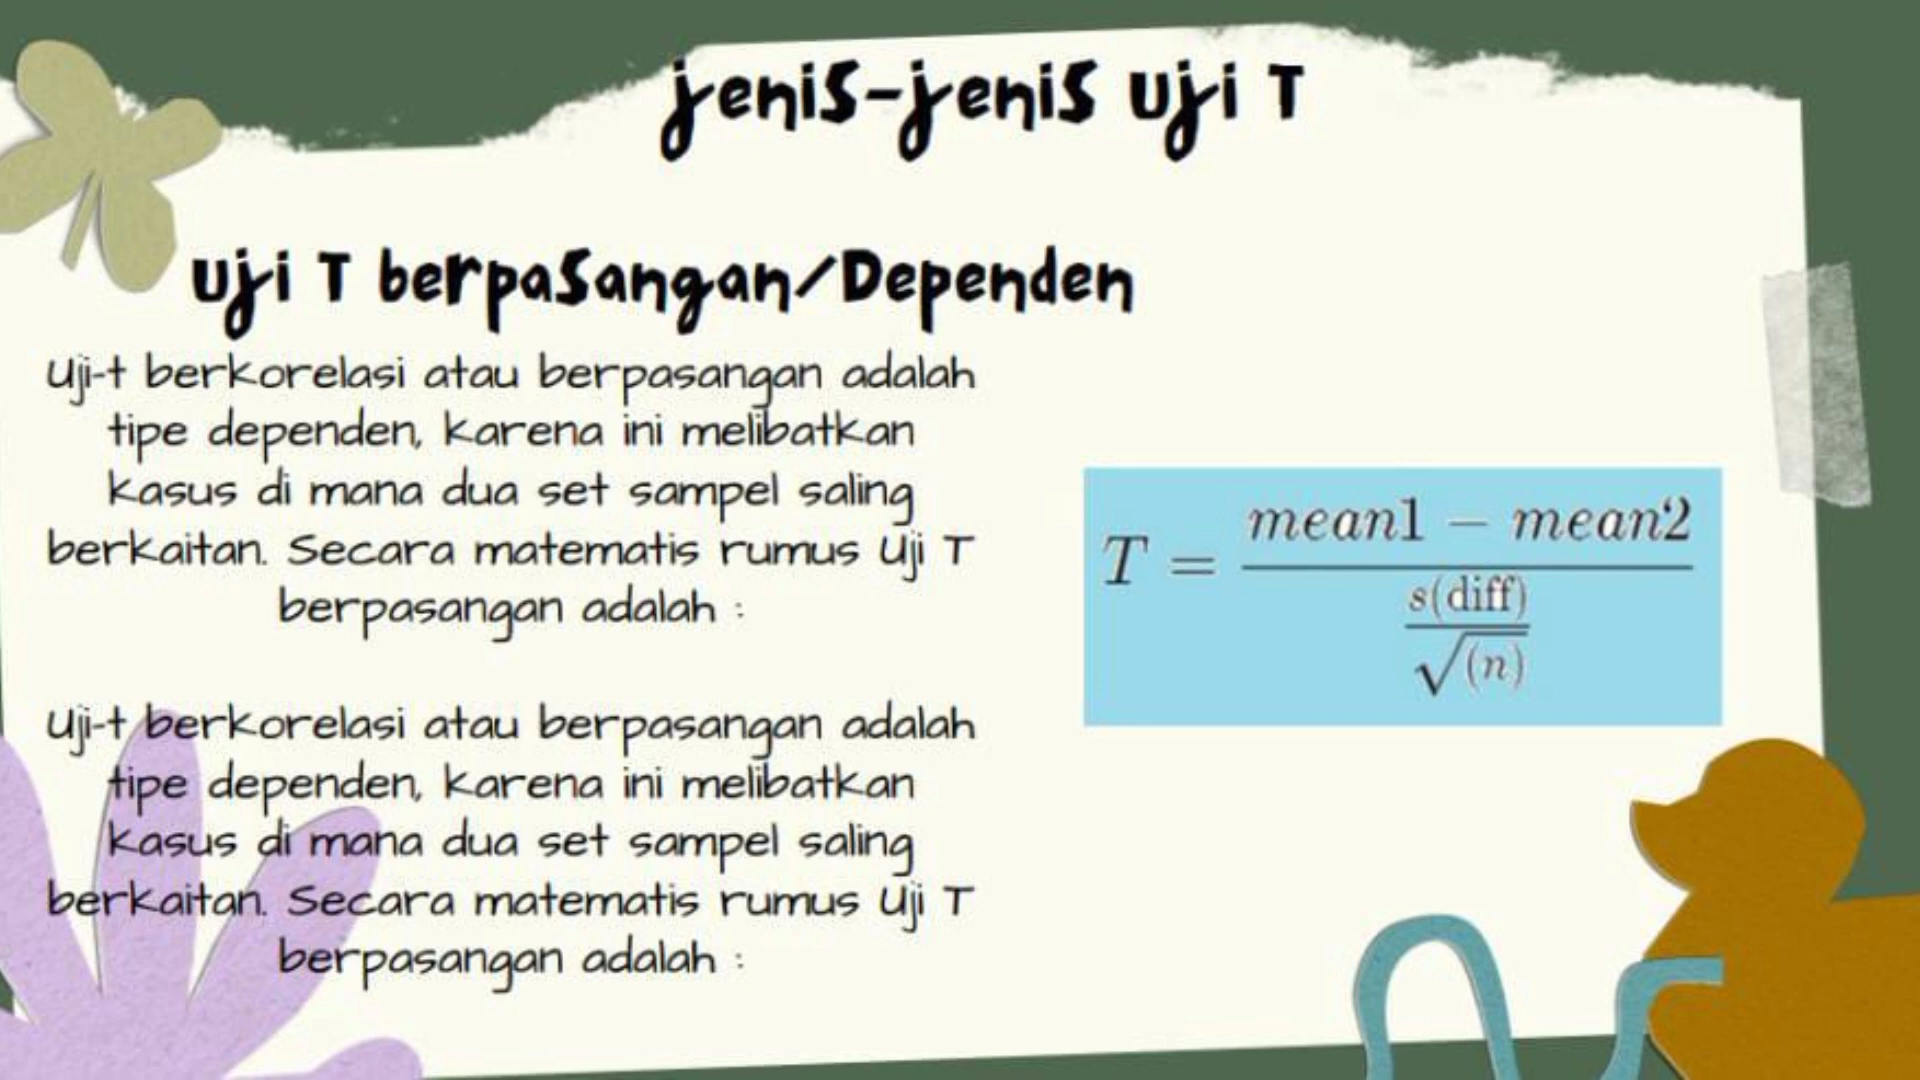 jenis-jenis uji T
uji T berpasangan/Dependen
Uji-t berkorelasi atau berpasangan adalah
tipe dependen, karena ini melibatkan
kasus di mana dua set sampel saling
berkaitan. Secara matematis rumus Uji T
berpasangan adalah :
T = mean1 − mean2
s(diff)
√(n)
Uji-t berkorelasi atau berpasangan adalah
tipe dependen, karena ini melibatkan
kasus di mana dua set sampel saling
berkaitan. Secara matematis rumus Uji T
berpasangan adalah :